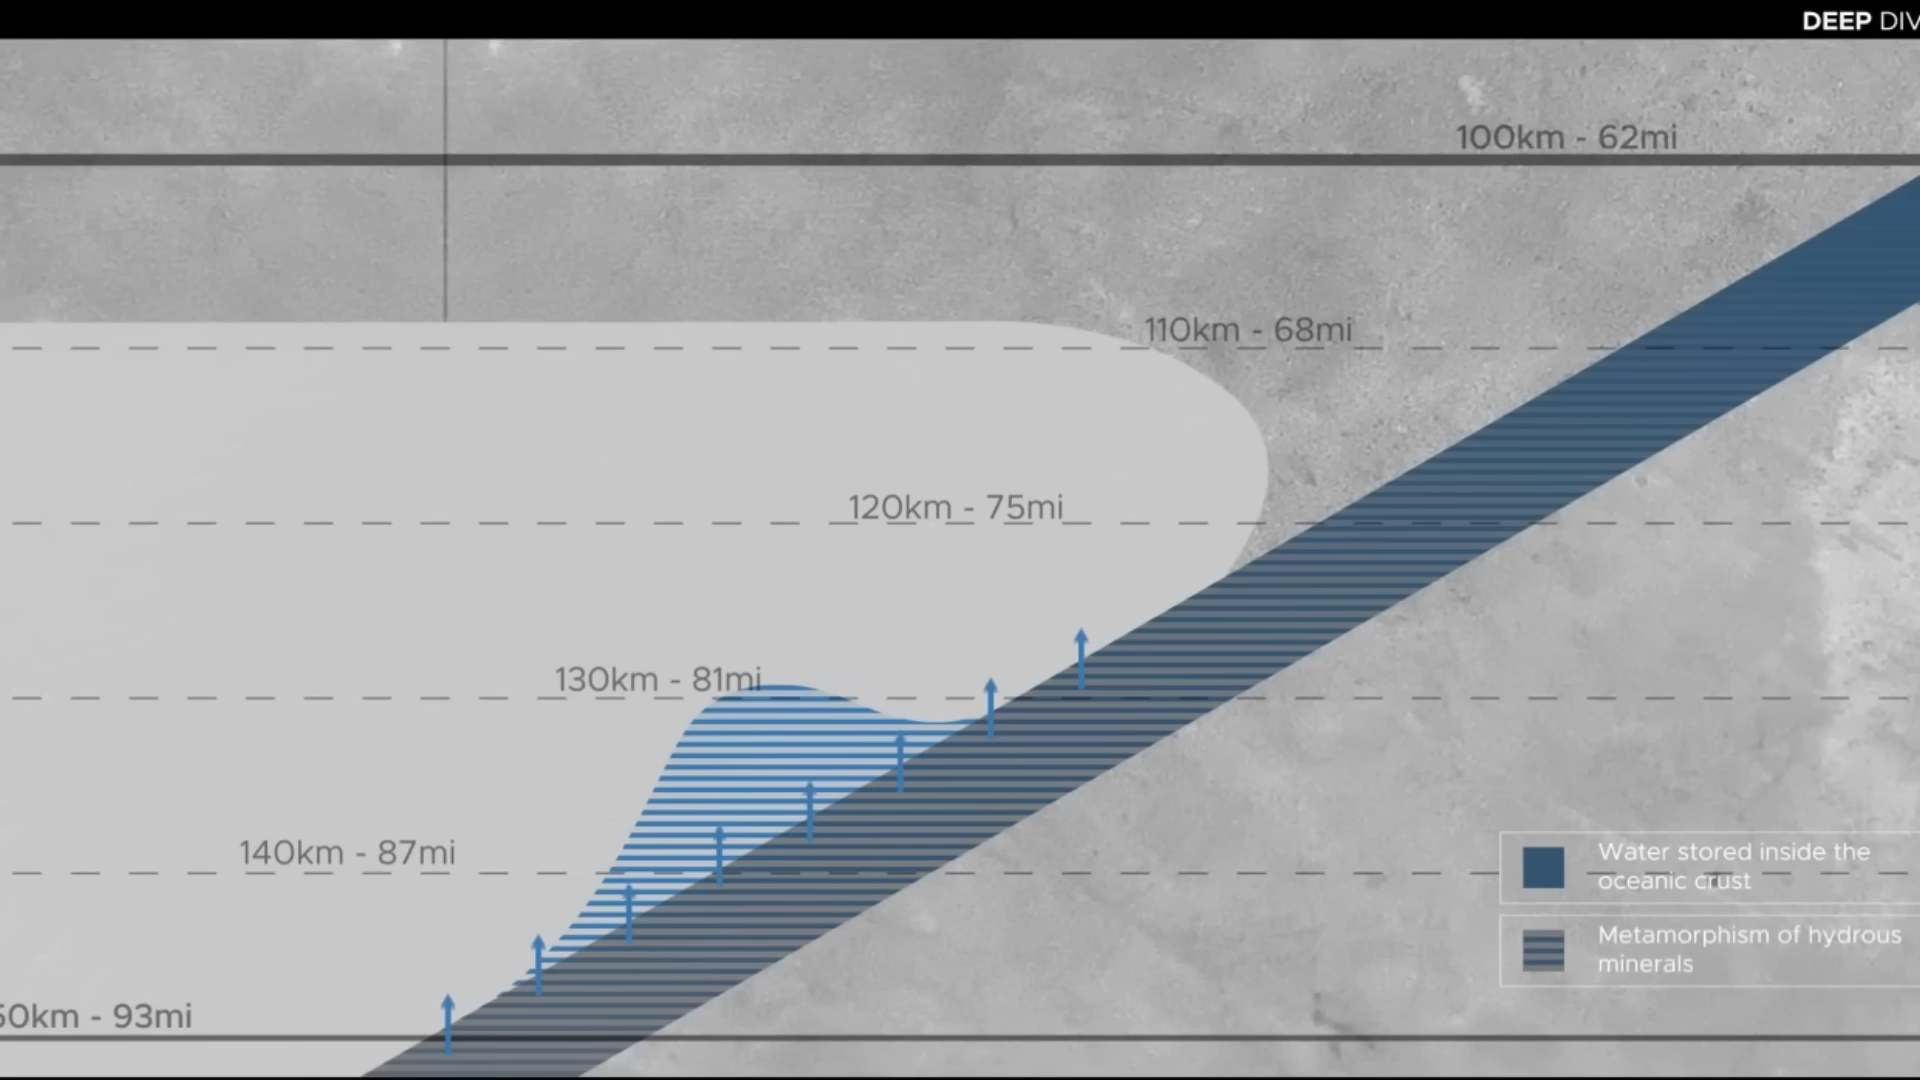 DEEP DIV
100km - 62mi
110km - 68mi
120km - 75mi
130km - 81mi
140km - 87mi
50km - 93mi
Water stored inside the
oceanic crust
Metamorphism of hydrous
minerals